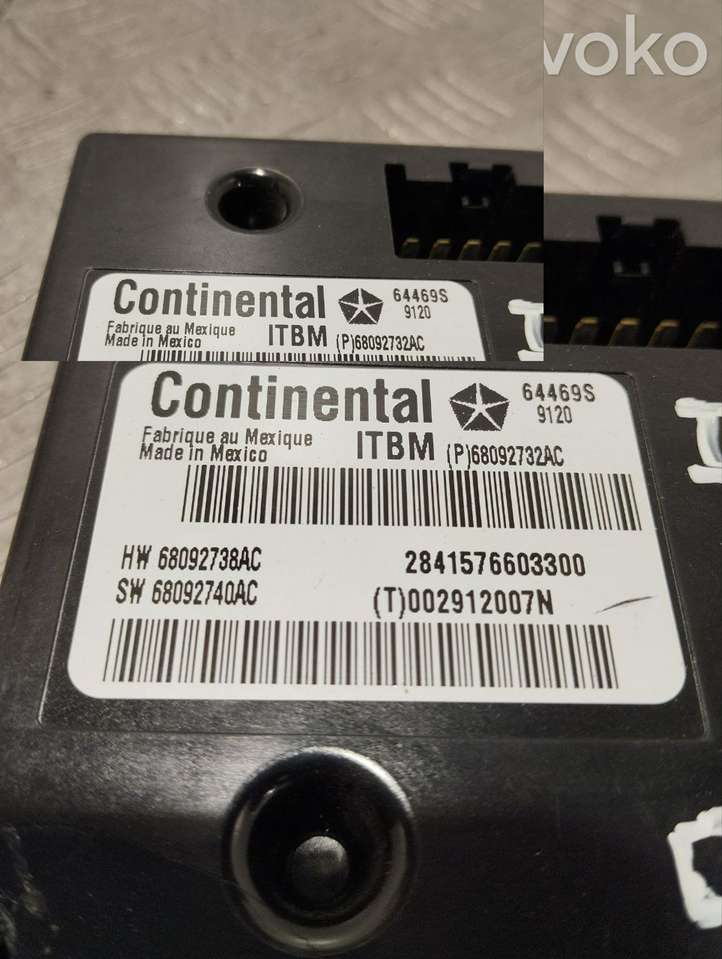 voko
Continental 64469S
9120
Fabrique au Mexique
Made in Mexico ITBM (P)68092732AC
Continental 64469S
9120
Fabrique au Mexique
Made in Mexico ITBM (P)68092732AC
HW 68092738AC 2841576603300
SW 68092740AC (T)002912007N